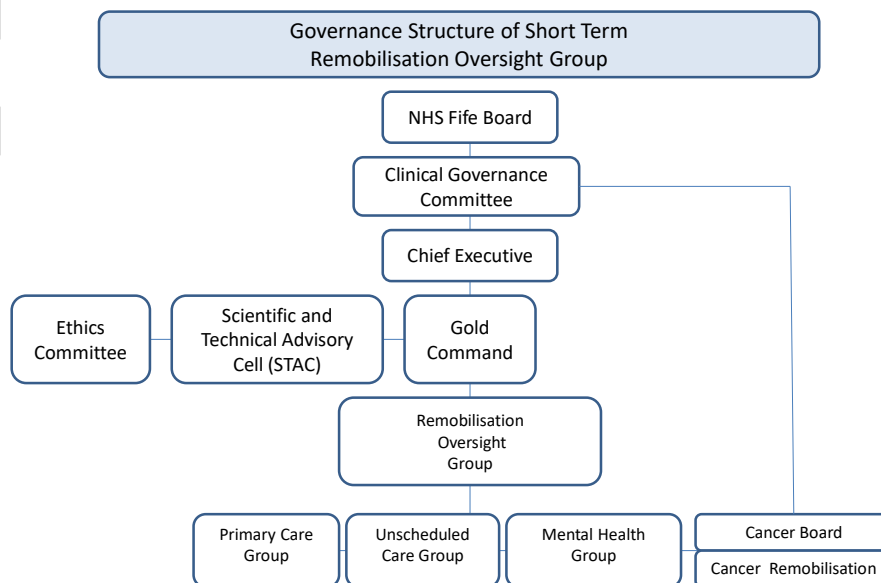 Governance Structure of Short Term
Remobilisation Oversight Group
NHS Fife Board
Clinical Governance
Committee
Chief Executive
Ethics
Committee
Scientific and
Technical Advisory
Cell (STAC)
Gold
Command
Remobilisation
Oversight
Group
Primary Care
Group
Unscheduled
Care Group
Mental Health
Group
Cancer Board
Cancer Remobilisation